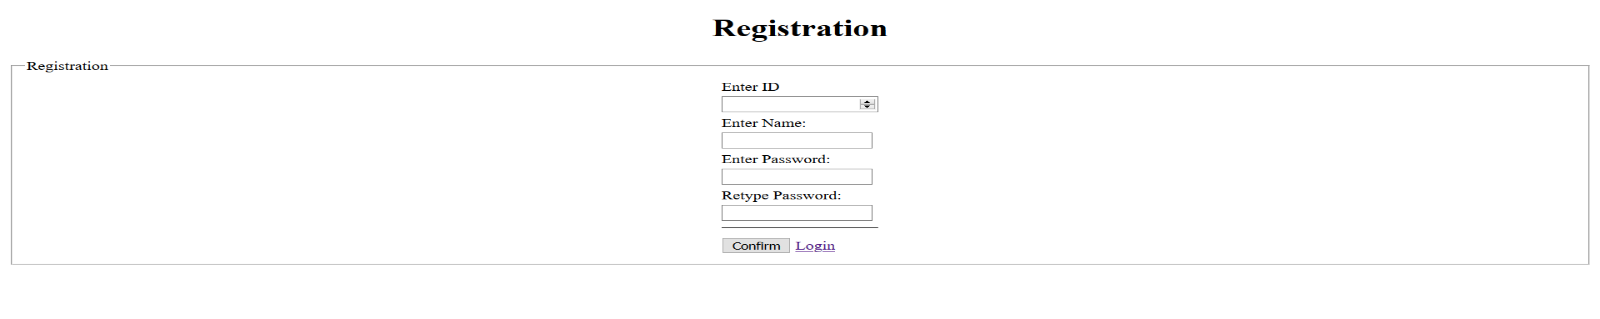 Registration
Registration
Enter ID
Enter Name:
Enter Password:
Retype Password:
Confirm Login